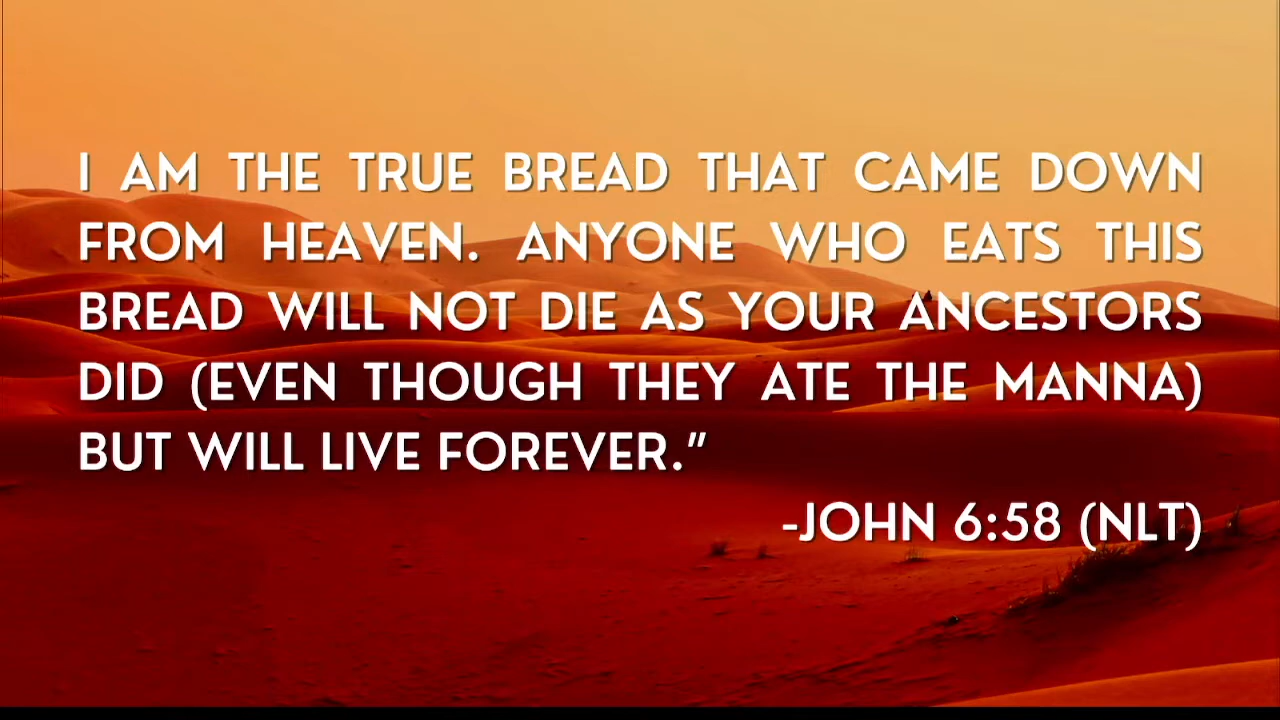 I AM THE TRUE BREAD THAT CAME DOWN
FROM HEAVEN. ANYONE WHO EATS THIS
BREAD WILL NOT DIE AS YOUR ANCESTORS
DID (EVEN THOUGH THEY ATE THE MANNA)
BUT WILL LIVE FOREVER.”
-JOHN 6:58 (NLT)